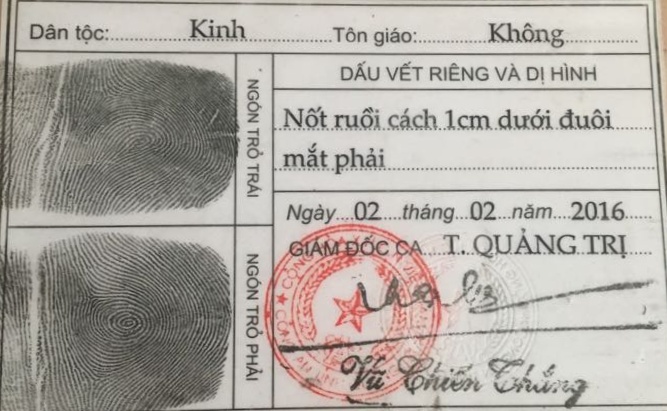 Dân tộc: Kinh Tôn giáo: Không
NGÓN TRỎ TRÁI
DẤU VẾT RIÊNG VÀ DỊ HÌNH
Nốt ruồi cách 1cm dưới đuôi
mắt phải
Ngày 02 tháng 02 năm 2016
NGÓN TRỎ PHẢI
GIÁM ĐỐC CA T. QUẢNG TRỊ
Vũ Chiến Thắng